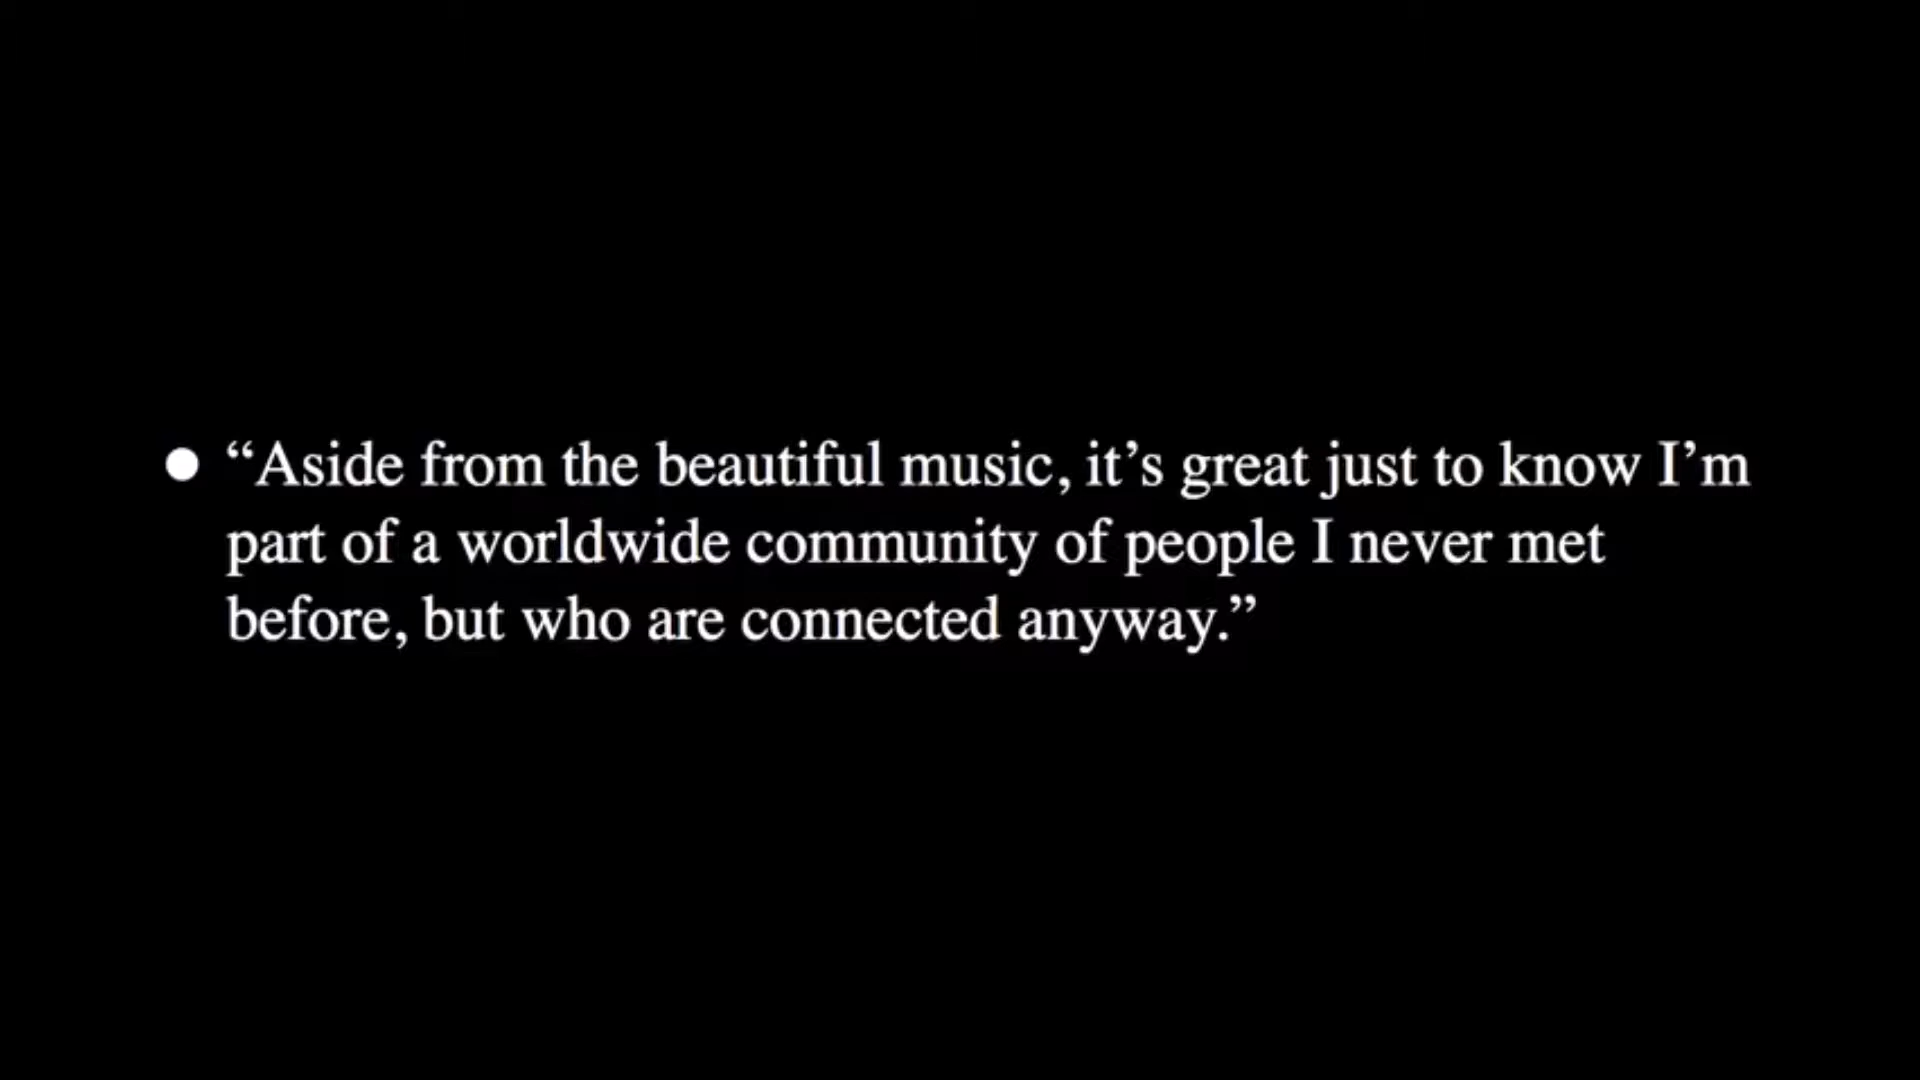 ● “Aside from the beautiful music, it’s great just to know I’m
part of a worldwide community of people I never met
before, but who are connected anyway.”